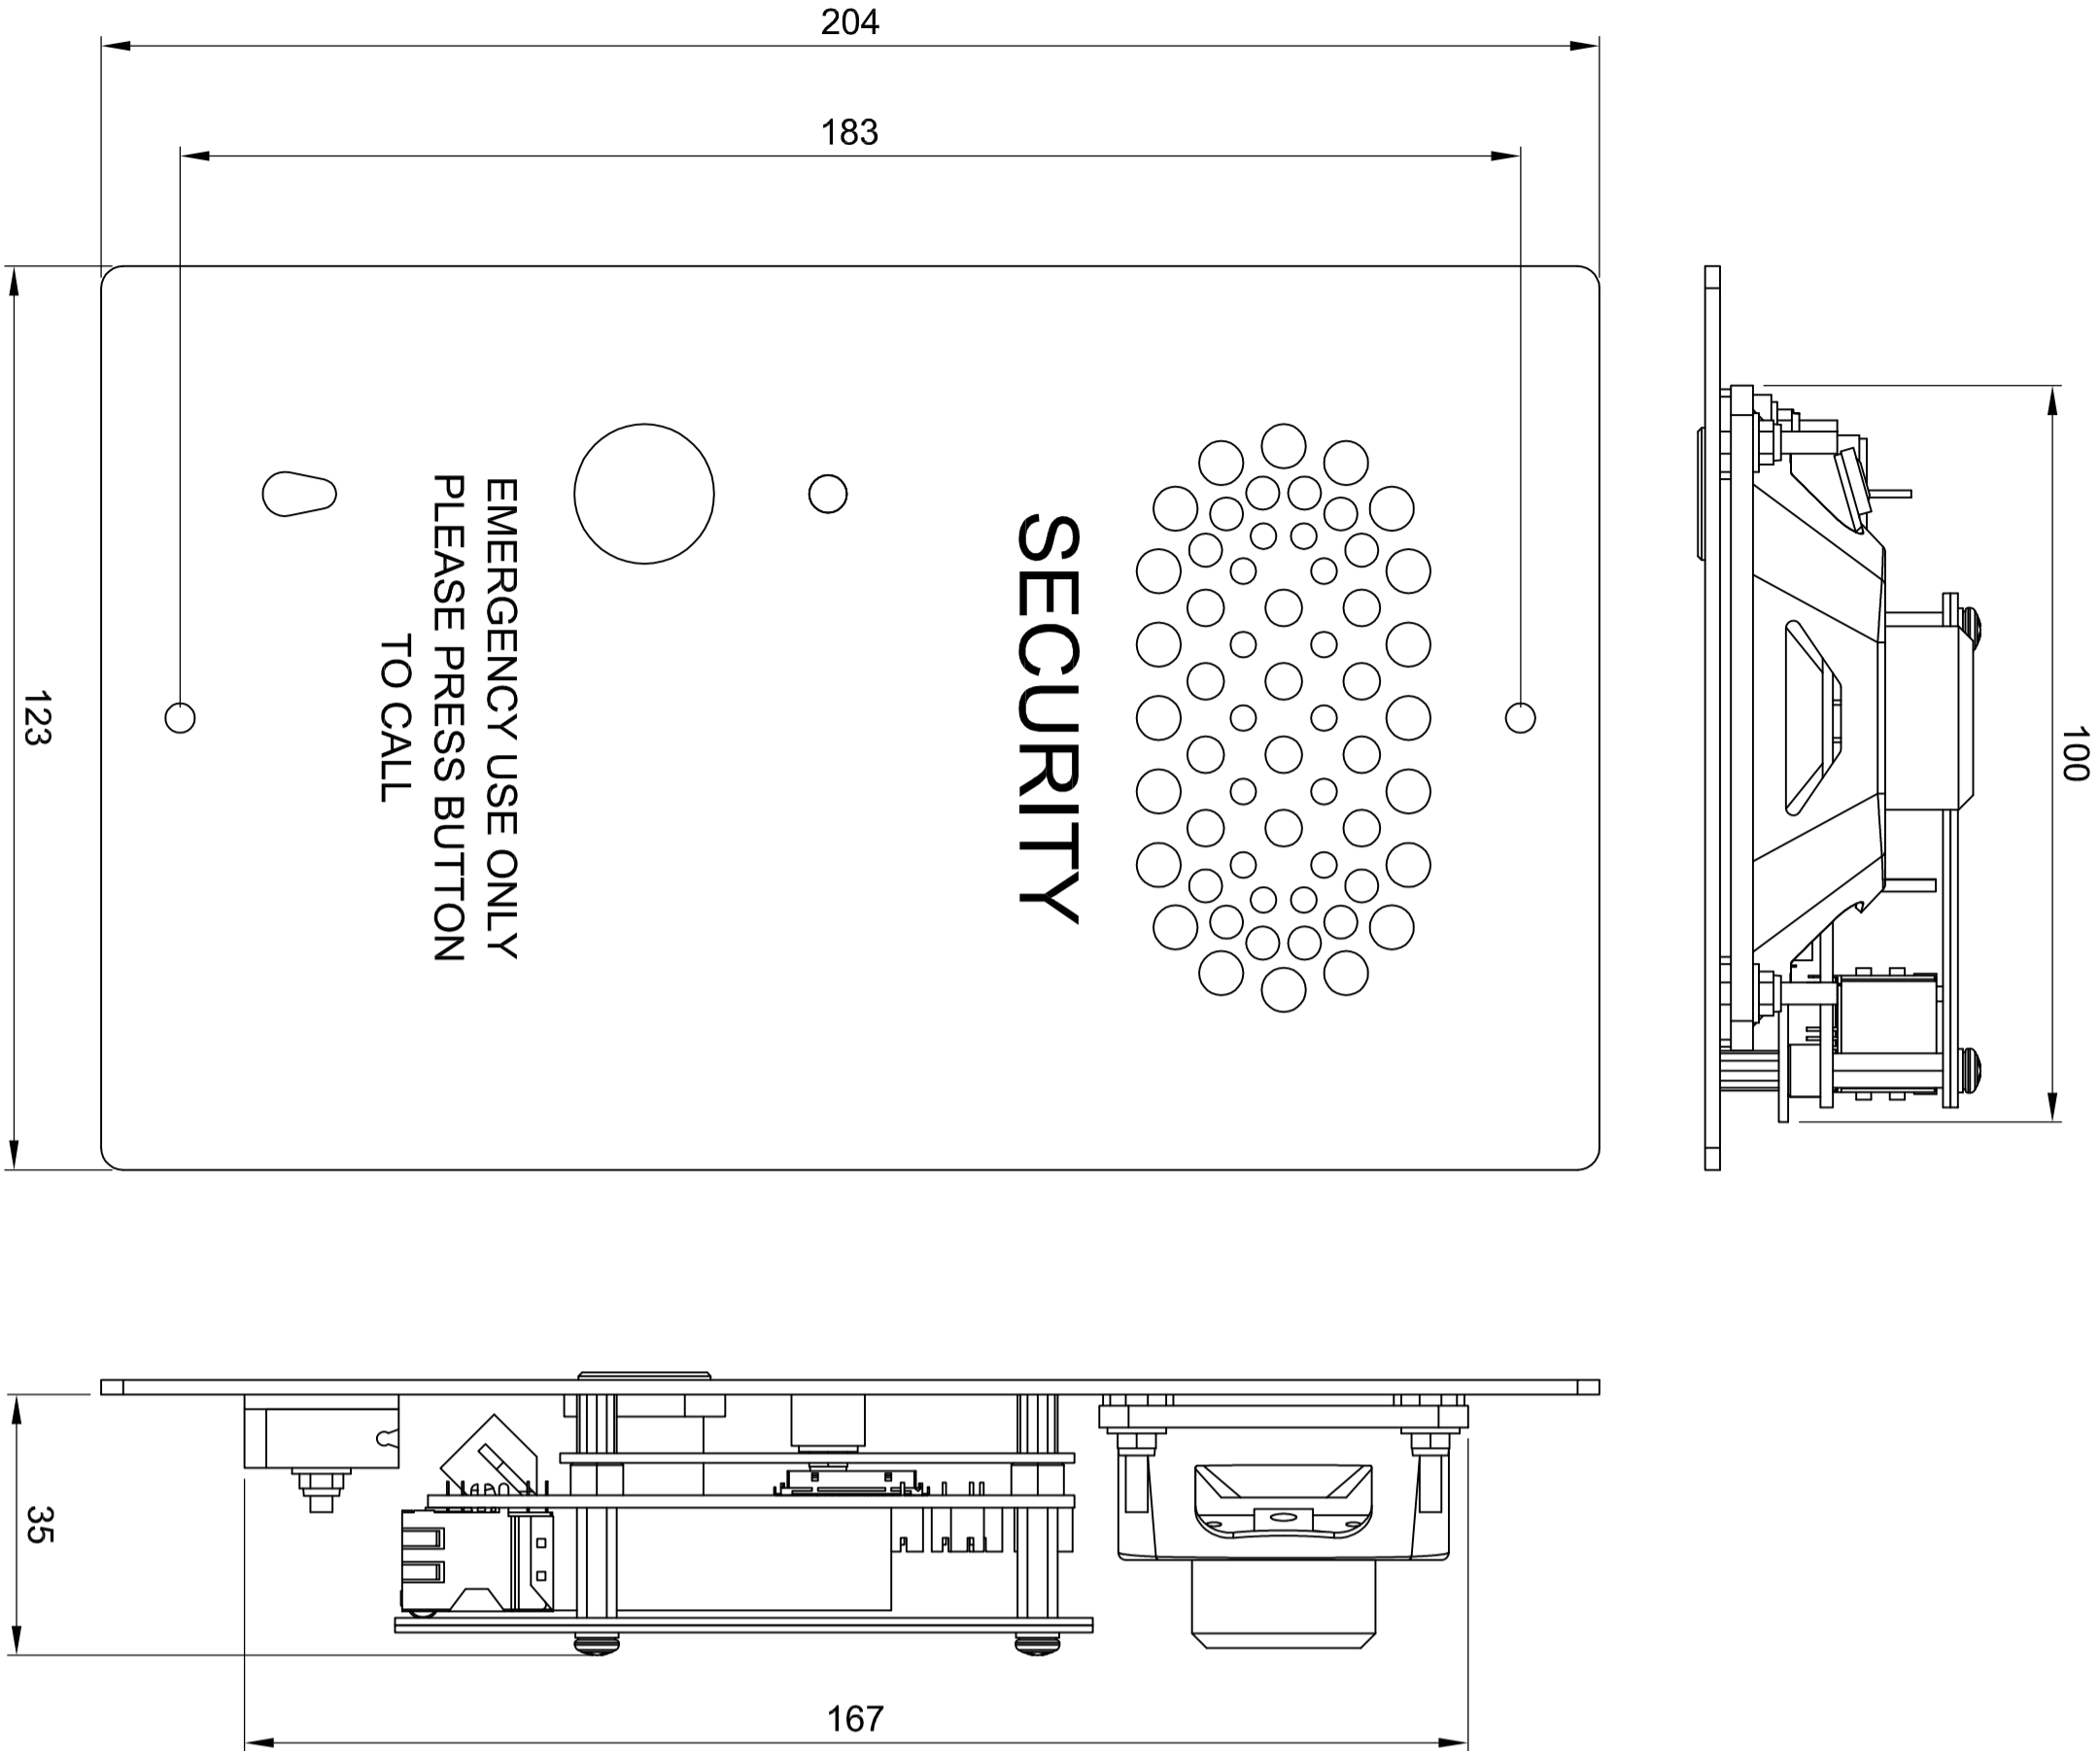 204
183
SECURITY
EMERGENCY USE ONLY
PLEASE PRESS BUTTON
TO CALL
123
100
35
167